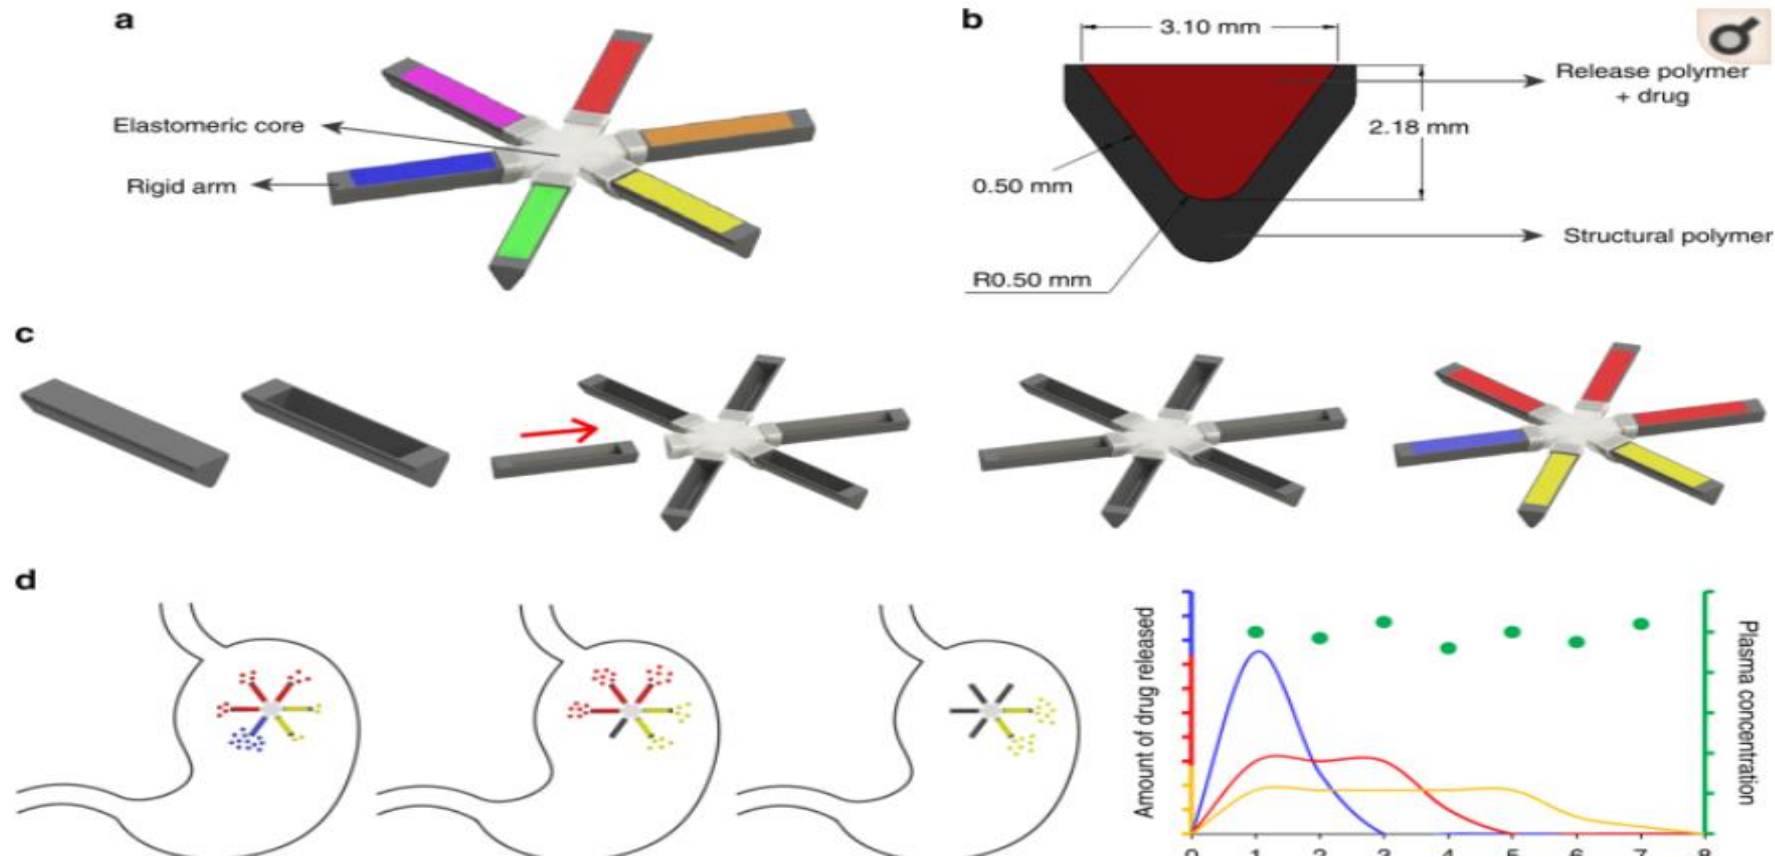 a
Elastomeric core
Rigid arm
b
3.10 mm
Release polymer
+ drug
2.18 mm
0.50 mm
Structural polymer
R0.50 mm
c
d
Amount of drug released
Plasma concentration
0 1 2 3 4 5 6 7 8